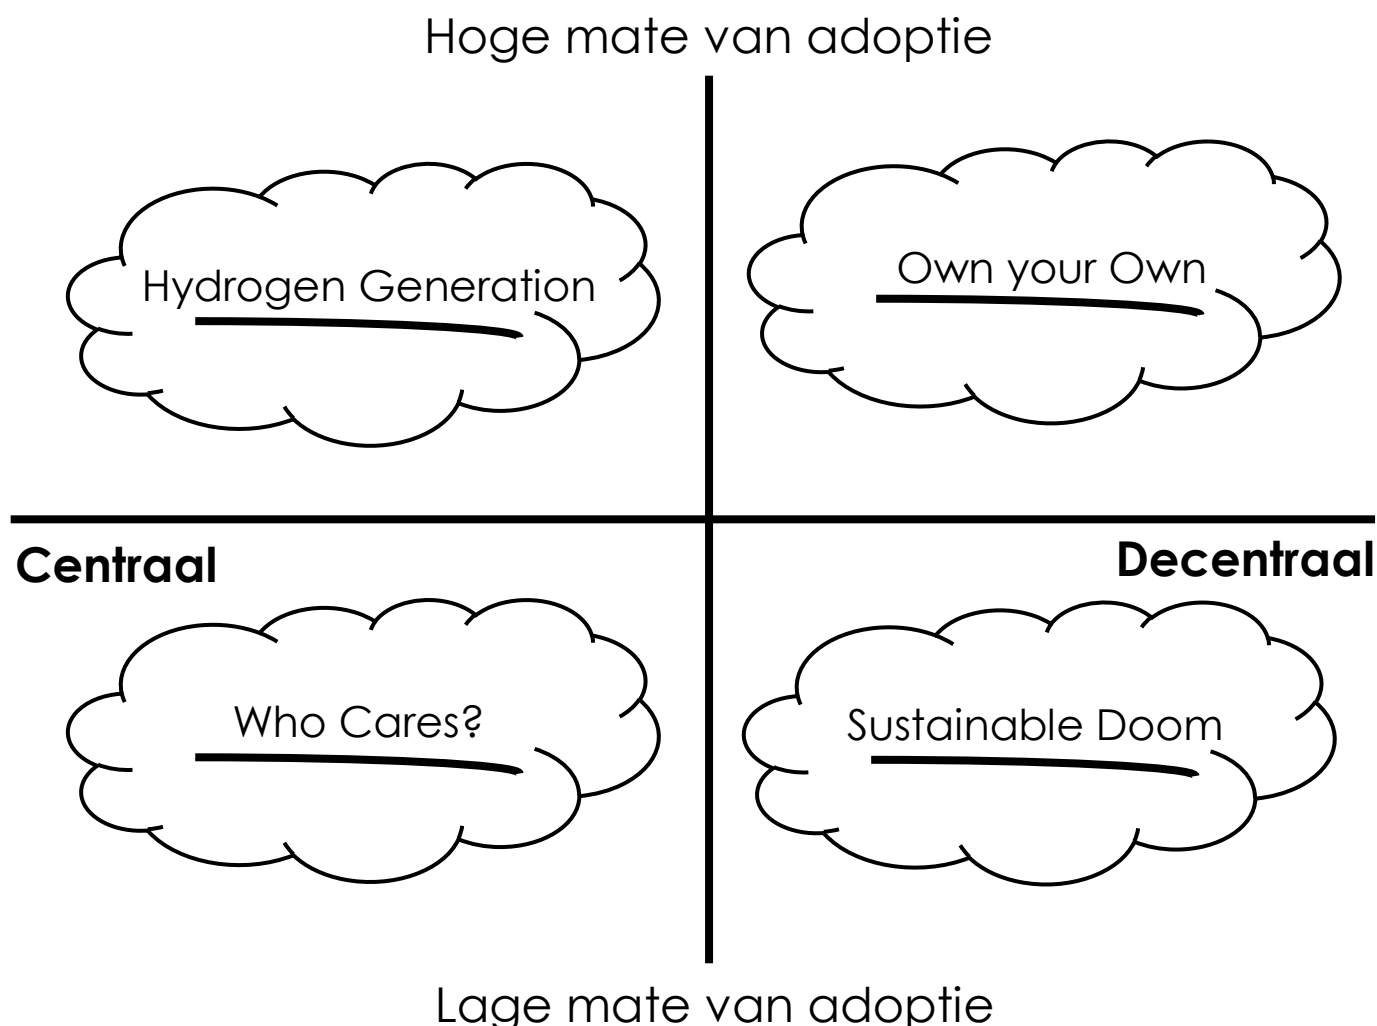 Hoge mate van adoptie
Hydrogen Generation
Own your Own
Centraal
Decentraal
Who Cares?
Sustainable Doom
Lage mate van adoptie